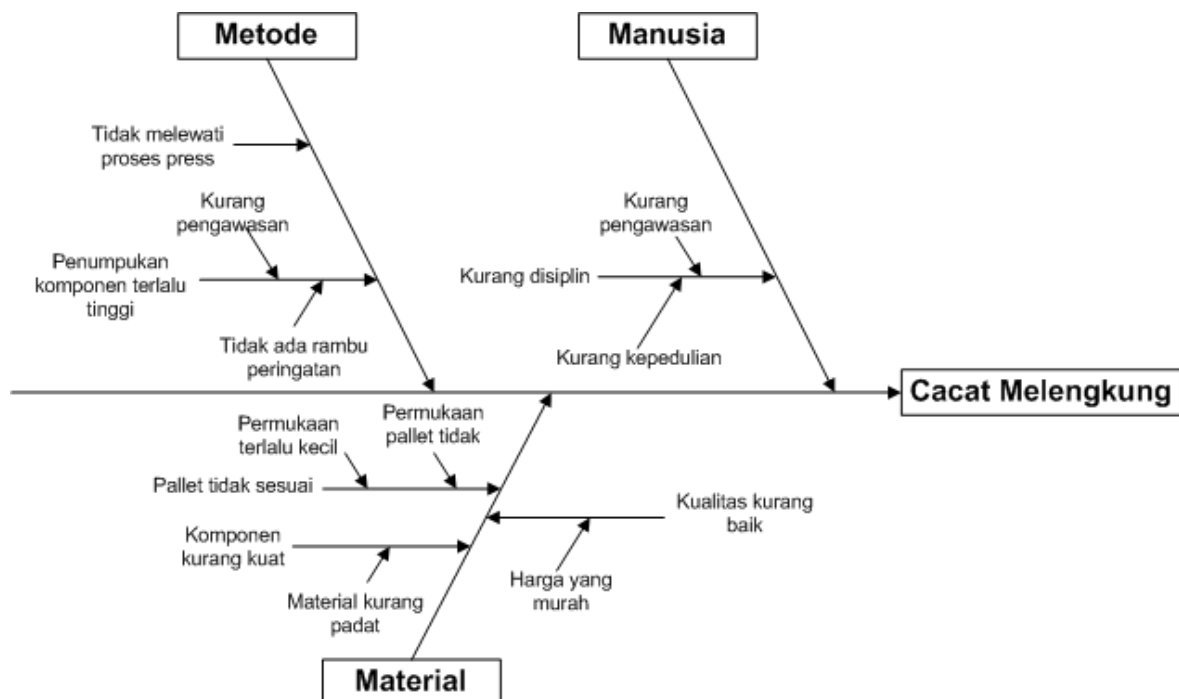 Metode
Manusia
Tidak melewati
proses press
Kurang
pengawasan
Penumpukan
komponen terlalu
tinggi
Tidak ada rambu
peringatan
Kurang
pengawasan
Kurang disiplin
Kurang kepedulian
Cacat Melengkung
Permukaan
terlalu kecil
Permukaan
pallet tidak
Pallet tidak sesuai
Kualitas kurang
baik
Komponen
kurang kuat
Harga yang
murah
Material kurang
padat
Material